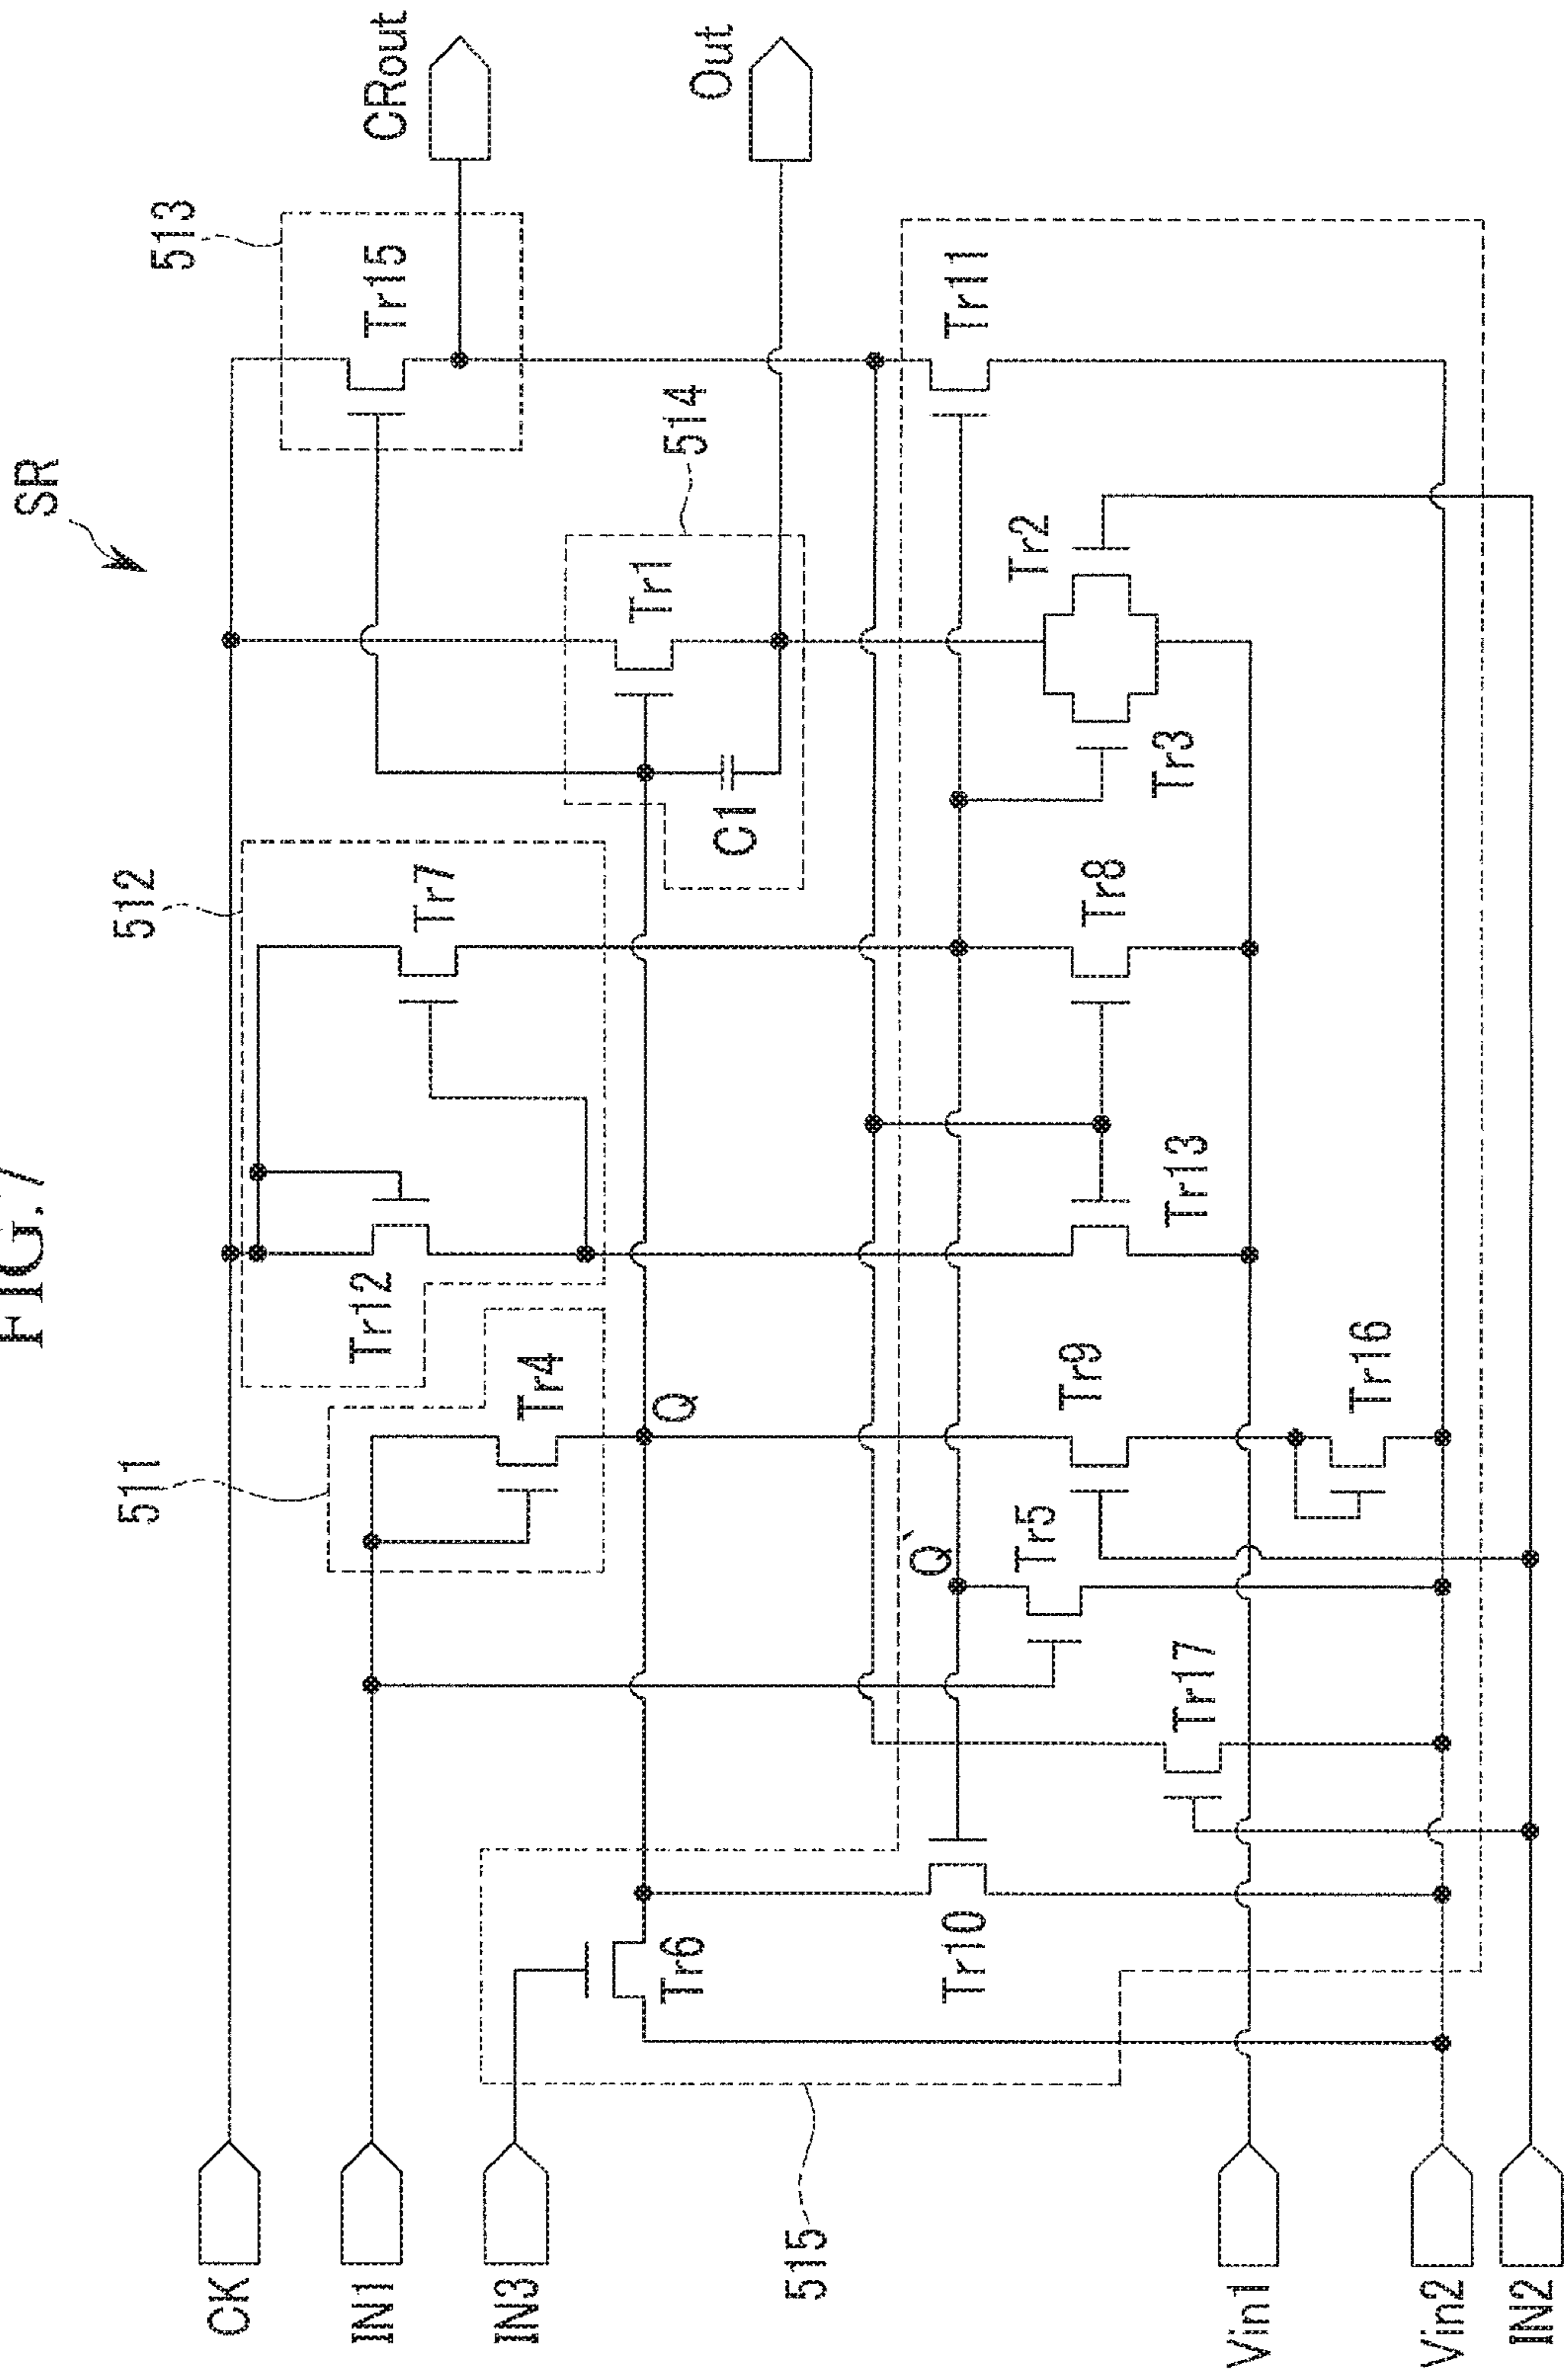 FIG.7
SR
511
512
513
CRout
CK
Tr12
Tr7
Tr15
IN1
Tr4
514
Tr1
IN3
Q
C1
Out
Tr6
Q`
Tr11
Tr10
Tr5
Tr9
Tr8
Tr2
Tr17
Tr13
Tr3
Vin1
Tr16
Vin2
IN2
515